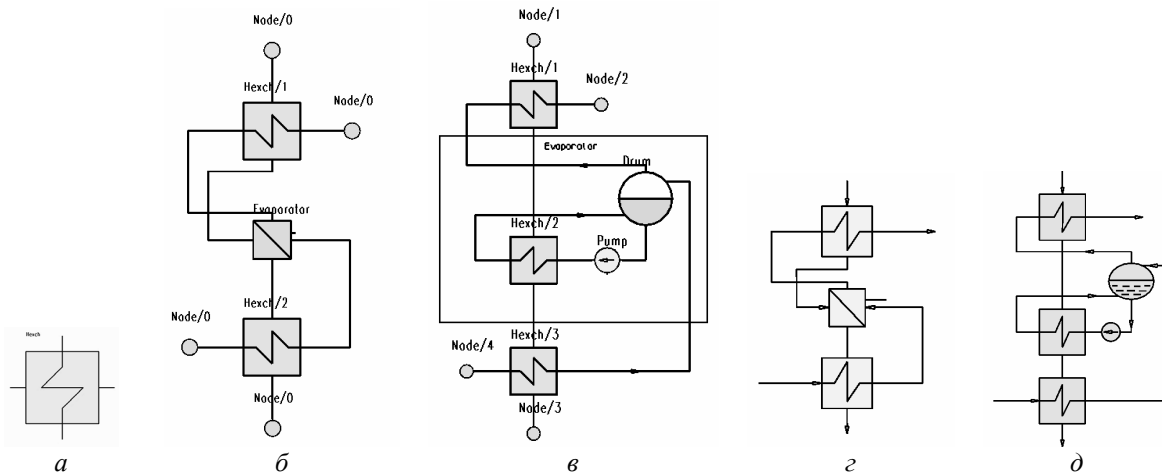 Hexch
а
Node/0
Hexch/1
Node/0
Evaporator
Hexch/2
Node/0
Node/0
б
Node/1
Hexch/1
Node/2
Evaporator
Drum
Hexch/2
Pump
Hexch/3
Node/4
Node/3
в
г
д